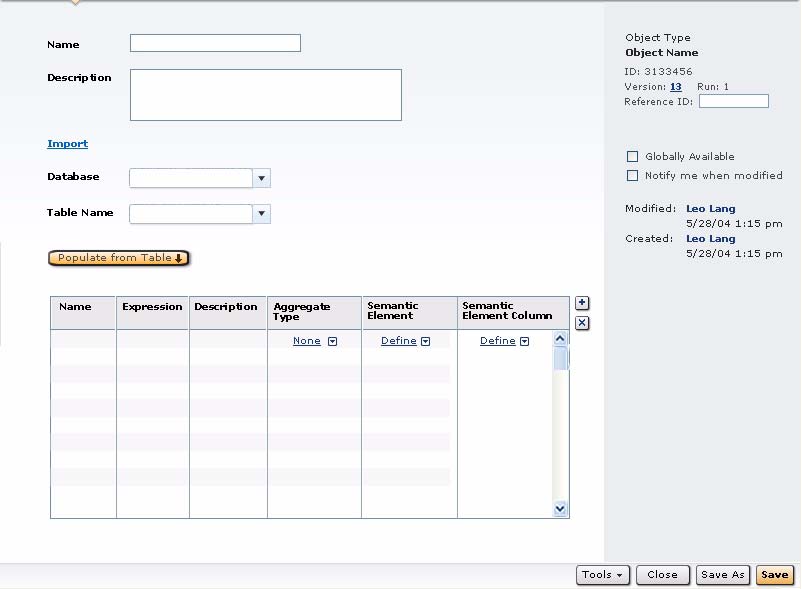 Name
Description
Import
Database
Table Name
Populate from Table
Name Expression Description Aggregate Type Semantic Element Semantic Element Column
None Define Define
Object Type
Object Name
ID: 3133456
Version: 13 Run: 1
Reference ID:
Globally Available
Notify me when modified
Modified: Leo Lang
5/28/04 1:15 pm
Created: Leo Lang
5/28/04 1:15 pm
Tools Close Save As Save